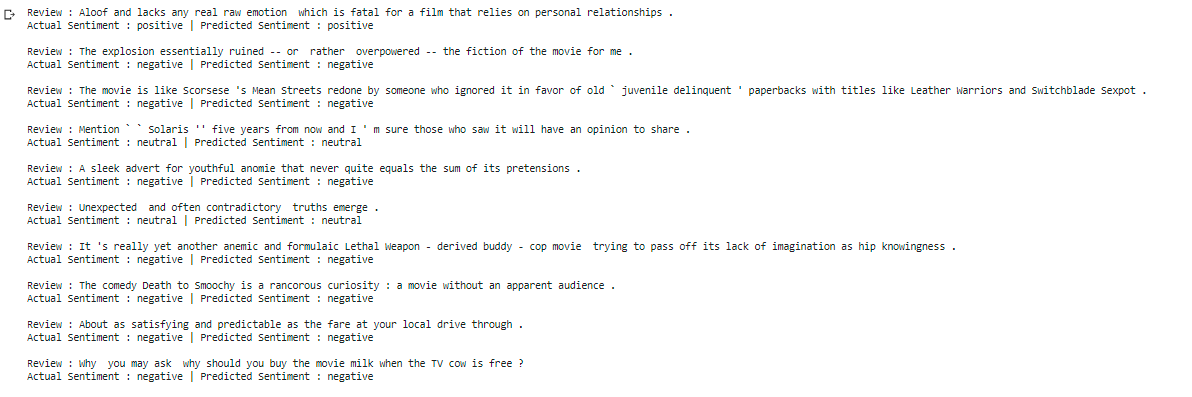 Review : Aloof and lacks any real raw emotion  which is fatal for a film that relies on personal relationships .
Actual Sentiment : positive | Predicted Sentiment : positive
Review : The explosion essentially ruined -- or  rather  overpowered -- the fiction of the movie for me .
Actual Sentiment : negative | Predicted Sentiment : negative
Review : The movie is like Scorsese 's Mean Streets redone by someone who ignored it in favor of old ` juvenile delinquent ' paperbacks with titles like Leather Warriors and Switchblade Sexpot .
Actual Sentiment : negative | Predicted Sentiment : negative
Review : Mention ` ` Solaris '' five years from now and I ' m sure those who saw it will have an opinion to share .
Actual Sentiment : neutral | Predicted Sentiment : neutral
Review : A sleek advert for youthful anomie that never quite equals the sum of its pretensions .
Actual Sentiment : negative | Predicted Sentiment : negative
Review : Unexpected  and often contradictory  truths emerge .
Actual Sentiment : neutral | Predicted Sentiment : neutral
Review : It 's really yet another anemic and formulaic Lethal Weapon - derived buddy - cop movie  trying to pass off its lack of imagination as hip knowingness .
Actual Sentiment : negative | Predicted Sentiment : negative
Review : The comedy Death to Smoochy is a rancorous curiosity : a movie without an apparent audience .
Actual Sentiment : negative | Predicted Sentiment : negative
Review : About as satisfying and predictable as the fare at your local drive through .
Actual Sentiment : negative | Predicted Sentiment : negative
Review : Why  you may ask  why should you buy the movie milk when the TV cow is free ?
Actual Sentiment : negative | Predicted Sentiment : negative